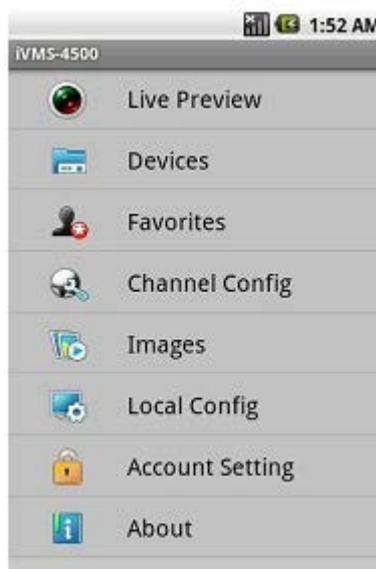 1:52 AM
iVMS-4500
Live Preview
Devices
Favorites
Channel Config
Images
Local Config
Account Setting
About